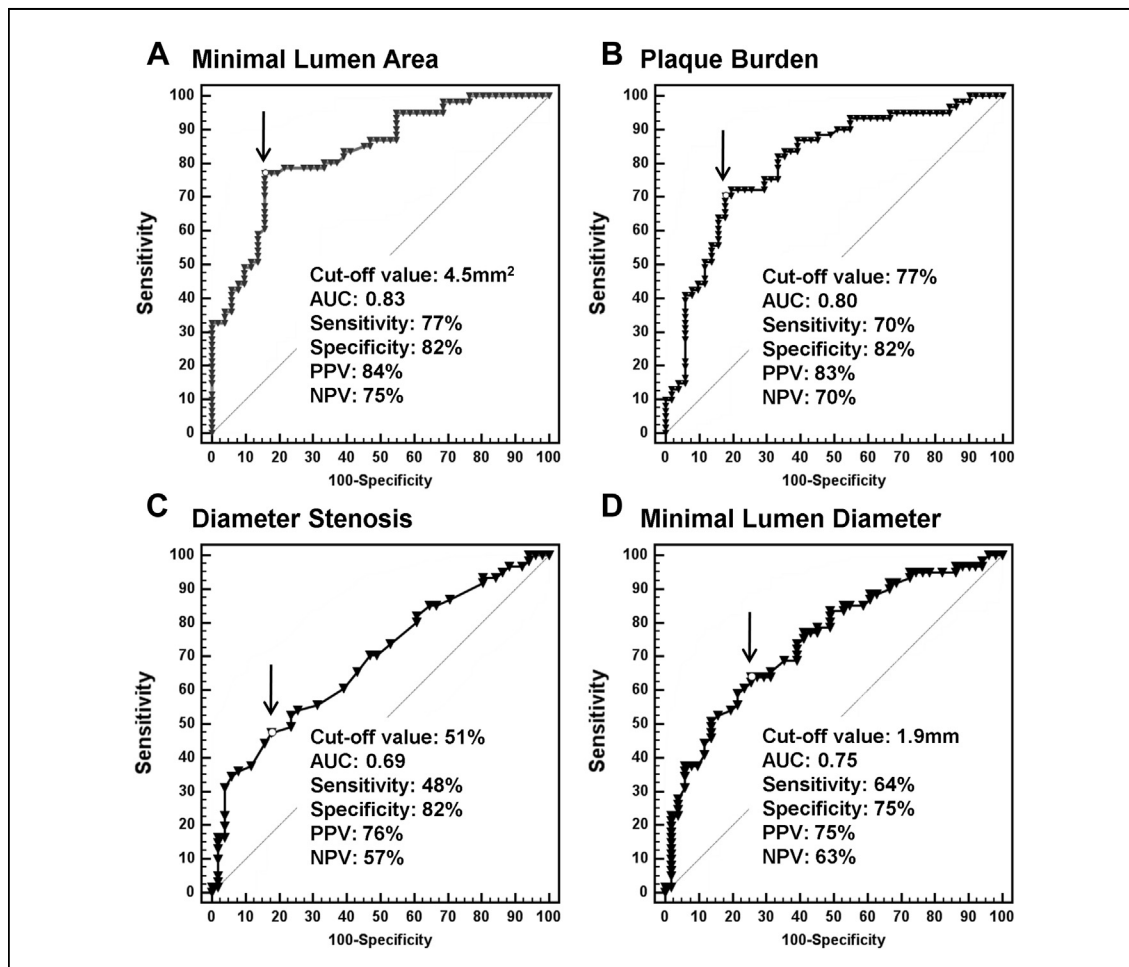 A Minimal Lumen Area
Sensitivity
100
90
80
70
60
50
40
30
20
10
0
Cut-off value: 4.5mm²
AUC: 0.83
Sensitivity: 77%
Specificity: 82%
PPV: 84%
NPV: 75%
0 10 20 30 40 50 60 70 80 90 100
100-Specificity
B Plaque Burden
Sensitivity
100
90
80
70
60
50
40
30
20
10
0
Cut-off value: 77%
AUC: 0.80
Sensitivity: 70%
Specificity: 82%
PPV: 83%
NPV: 70%
0 10 20 30 40 50 60 70 80 90 100
100-Specificity
C Diameter Stenosis
Sensitivity
100
90
80
70
60
50
40
30
20
10
0
Cut-off value: 51%
AUC: 0.69
Sensitivity: 48%
Specificity: 82%
PPV: 76%
NPV: 57%
0 10 20 30 40 50 60 70 80 90 100
100-Specificity
D Minimal Lumen Diameter
Sensitivity
100
90
80
70
60
50
40
30
20
10
0
Cut-off value: 1.9mm
AUC: 0.75
Sensitivity: 64%
Specificity: 75%
PPV: 75%
NPV: 63%
0 10 20 30 40 50 60 70 80 90 100
100-Specificity